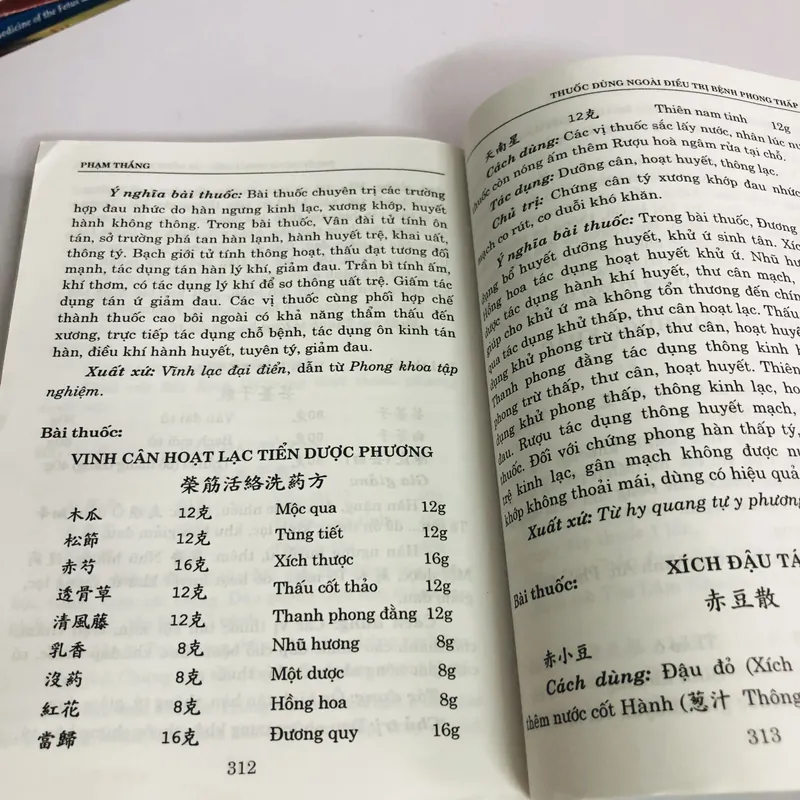 edicine of the Fetus
PHẠM THẮNG
Ý nghĩa bài thuốc: Bài thuốc chuyên trị các trường
hợp đau nhức do hàn ngưng kinh lạc, xương khớp, huyết
hành không thông. Trong bài thuốc, Vân đài tử tính ôn
tán, sở trường phá tan hàn lạnh, hành huyết trệ, khai uất,
thông tý. Bạch giới tử tính thông hoạt, thấu đạt tương đối
mạnh, tác dụng tán hàn lý khí, giảm đau. Trần bì tính ấm,
khí thơm, có tác dụng lý khí để sơ thông uất trệ. Giấm tác
dụng tán ứ giảm đau. Các vị thuốc cùng phối hợp chế
thành thuốc cao bôi ngoài có khả năng thẩm thấu đến
xương, trực tiếp tác dụng chỗ bệnh, tác dụng ôn kinh tán
hàn, điều khí hành huyết, tuyên tý, giảm đau.
Xuất xứ: Vĩnh lạc đại điển, dẫn từ Phong khoa tập
nghiệm.
Bài thuốc:
VINH CÂN HOẠT LẠC TIỂN DƯỢC PHƯƠNG
榮筋活絡洗葯方
木瓜 12克 Mộc qua 12g
松節 12克 Tùng tiết 12g
赤芍 16克 Xích thược 16g
透骨草 12克 Thấu cốt thảo 12g
清風藤 12克 Thanh phong đằng 12g
乳香 8克 Nhũ hương 8g
沒葯 8克 Một dược 8g
紅花 8克 Hồng hoa 8g
當歸 16克 Đương quy 16g
312
THUỐC DÙNG NGOÀI ĐIỀU TRỊ BỆNH PHONG THẤP
天南星 12克 Thiên nam tinh 12g
Cách dùng: Các vị thuốc sắc lấy nước, nhân lúc nư
thuốc còn nóng ấm thêm Rượu hoà ngâm rửa tại chỗ.
Tác dụng: Dưỡng cân, hoạt huyết, thông lạc.
Chủ trị: Chứng cân tý xương khớp đau nhức
mạch co rút, co duỗi khó khăn.
Ý nghĩa bài thuốc: Trong bài thuốc, Đương
dụng bổ huyết dưỡng huyết, khử ứ sinh tân. Xíc
Hồng hoa tác dụng hoạt huyết khử ứ. Nhũ hư
dược tác dụng hành khí huyết, thư cân mạch,
giúp cho khử ứ mà không tổn thương đến chín
qua tác dụng khử thấp, thư cân hoạt lạc. Thấu
dụng khử phong trừ thấp, thư cân, hoạt huyết
Thanh phong đằng tác dụng thông kinh h
phong trừ thấp, thư cân, hoạt huyết. Thiên
dụng khử phong thấp, thông kinh lạc, ho
đau. Rượu tác dụng thông huyết mạch,
thuốc. Đối với chứng phong hàn thấp tý,
trệ kinh lạc, gân mạch không được nu
khớp không thoải mái, dùng có hiệu quả
Xuất xứ: Từ hy quang tự y phương
XÍCH ĐẬU TÁ
Bài thuốc:
赤豆散
赤小豆
Cách dùng: Đậu đỏ (Xích
thêm nước cốt Hành (葱汁 Thông
313